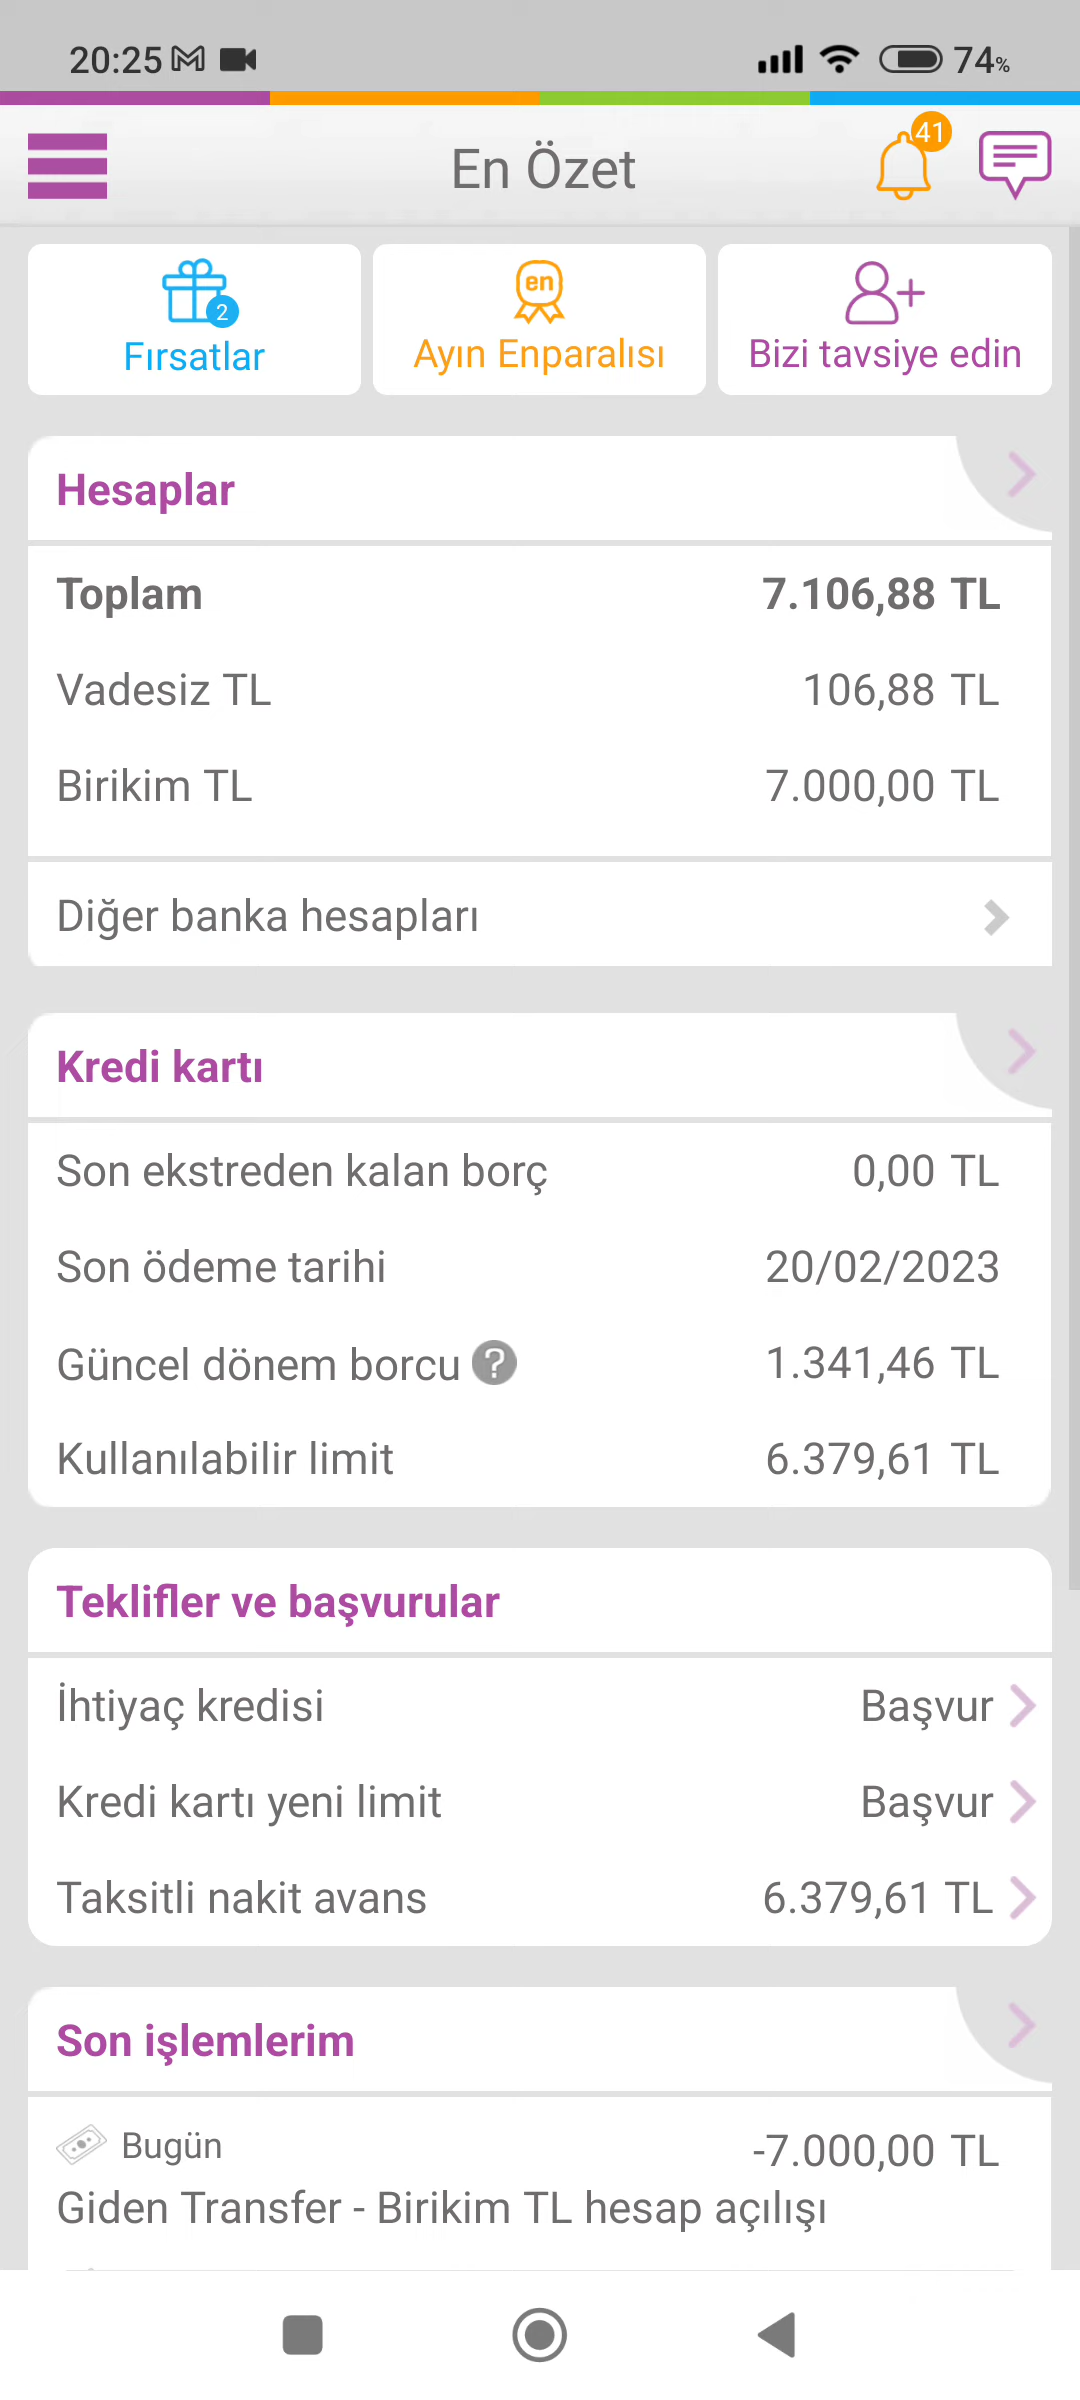 20:25
74%
En Özet
41
2
Fırsatlar
en
Ayın Enparalısı
Bizi tavsiye edin
Hesaplar
Toplam 7.106,88 TL
Vadesiz TL 106,88 TL
Birikim TL 7.000,00 TL
Diğer banka hesapları
Kredi kartı
Son ekstreden kalan borç 0,00 TL
Son ödeme tarihi 20/02/2023
Güncel dönem borcu ? 1.341,46 TL
Kullanılabilir limit 6.379,61 TL
Teklifler ve başvurular
İhtiyaç kredisi Başvur
Kredi kartı yeni limit Başvur
Taksitli nakit avans 6.379,61 TL
Son işlemlerim
Bugün -7.000,00 TL
Giden Transfer - Birikim TL hesap açılışı